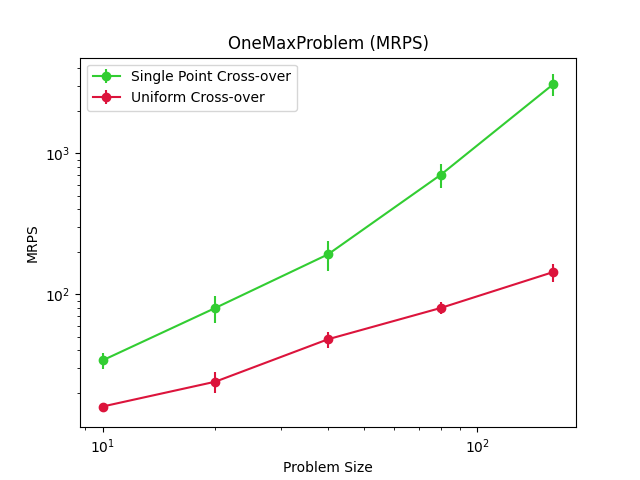 OneMaxProblem (MRPS)
Single Point Cross-over
Uniform Cross-over
MRPS
10³
10²
10¹
10²
Problem Size